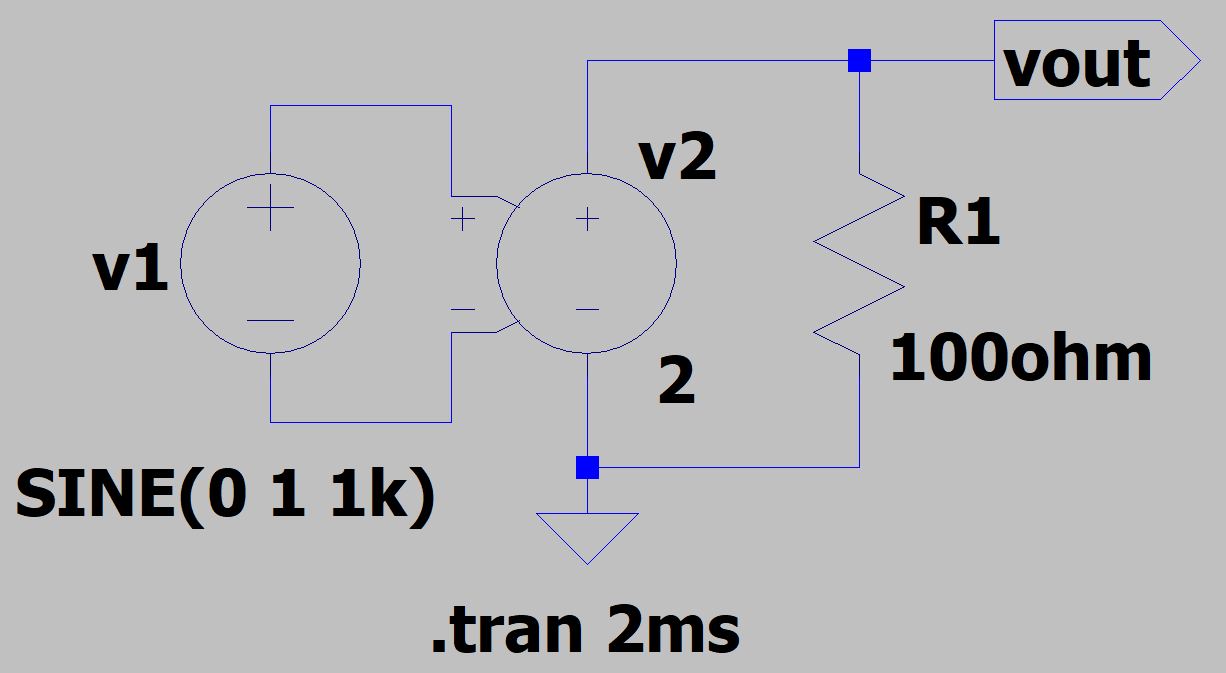 vout
v2
v1
R1
2
100ohm
SINE(0 1 1k)
.tran 2ms